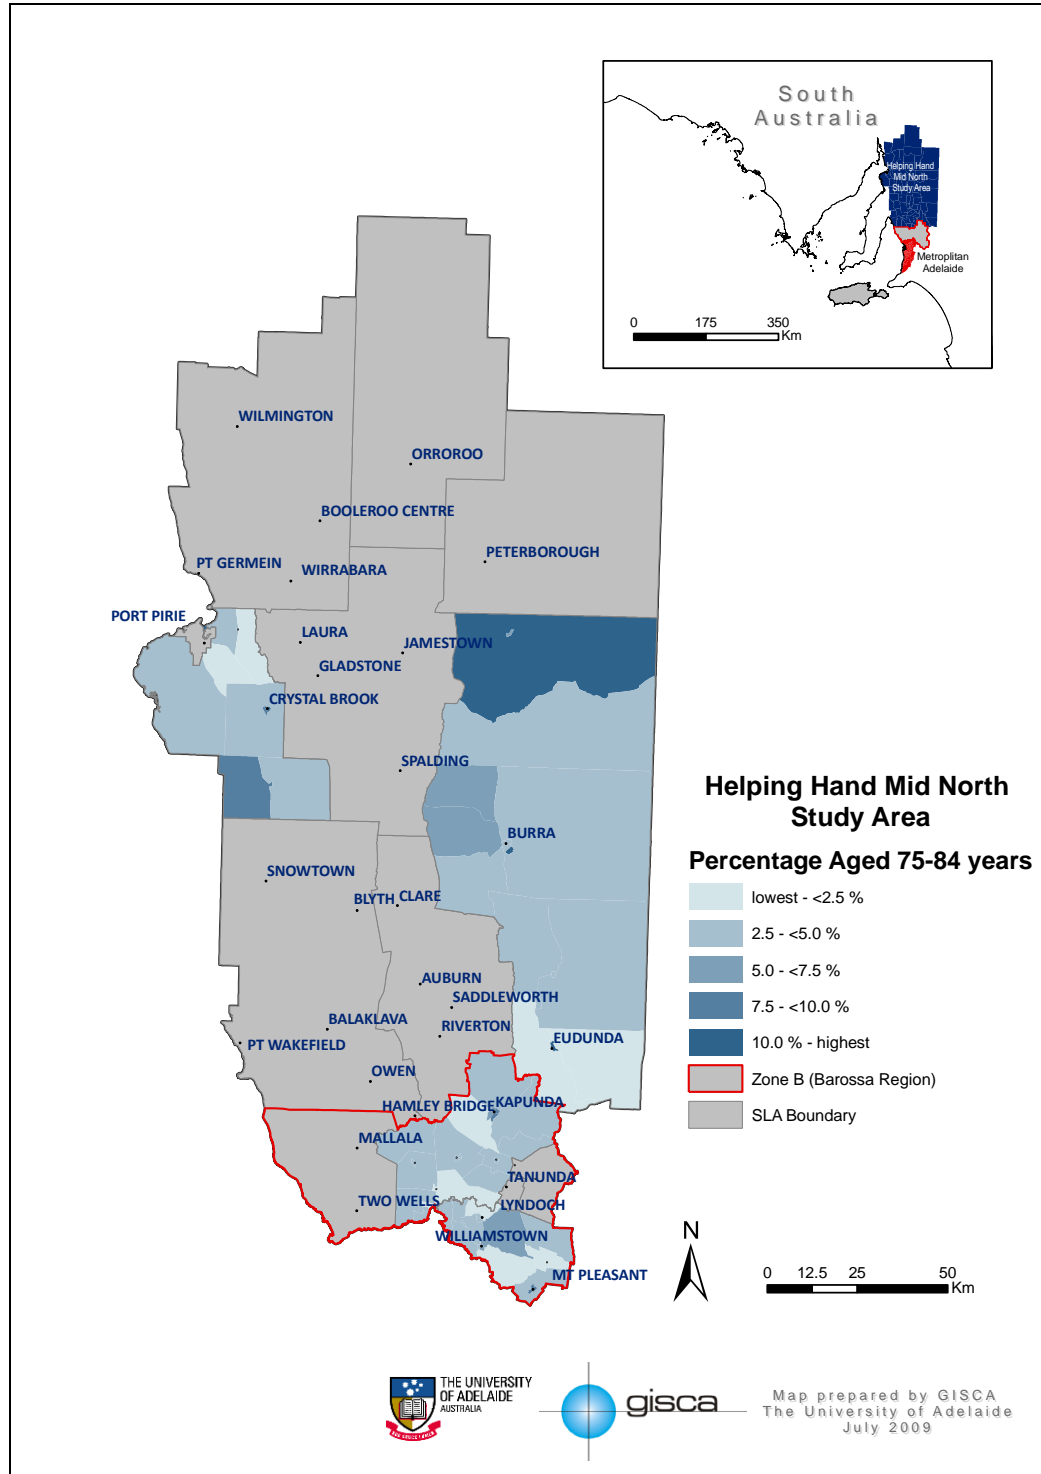 South
Australia
Helping Hand
Mid North
Study Area
Metroplitan
Adelaide
0 175 350
Km
WILMINGTON
ORROROO
BOOLEROO CENTRE
PETERBOROUGH
PT GERMEIN
WIRRABARA
PORT PIRIE
LAURA
JAMESTOWN
GLADSTONE
CRYSTAL BROOK
SPALDING
Helping Hand Mid North
Study Area
BURRA
Percentage Aged 75-84 years
SNOWTOWN
lowest - <2.5 %
BLYTH
CLARE
2.5 - <5.0 %
5.0 - <7.5 %
AUBURN
SADDLEWORTH
7.5 - <10.0 %
BALAKLAVA
RIVERTON
EUDUNDA
10.0 % - highest
PT WAKEFIELD
OWEN
Zone B (Barossa Region)
HAMLEY BRIDGE
KAPUNDA
SLA Boundary
MALLALA
TANUNDA
TWO WELLS
LYNDOCH
WILLIAMSTOWN
N
MT PLEASANT
0 12.5 25 50
Km
THE UNIVERSITY
OF ADELAIDE
AUSTRALIA
gisca
Map prepared by GISCA
The University of Adelaide
July 2009